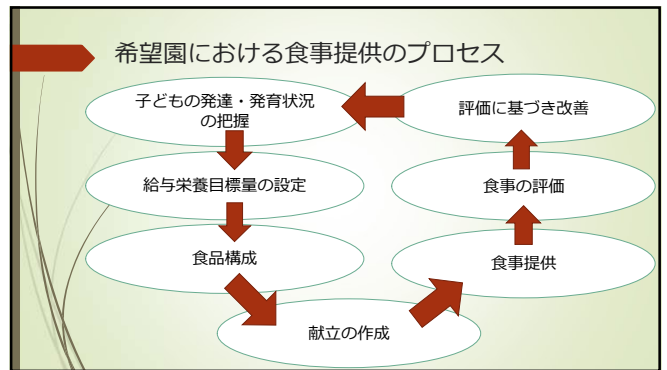 希望園における食事提供のプロセス
子どもの発達・発育状況
の把握
給与栄養目標量の設定
食品構成
献立の作成
食事提供
食事の評価
評価に基づき改善